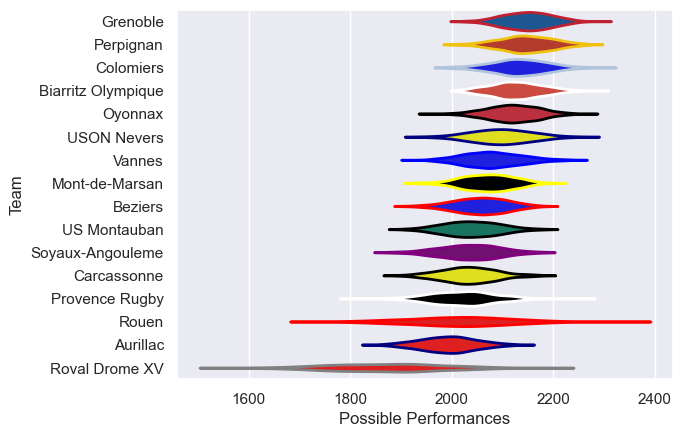 Grenoble
Perpignan
Colomiers
Biarritz Olympique
Oyonnax
USON Nevers
Vannes
Mont-de-Marsan
Beziers
US Montauban
Soyaux-Angouleme
Carcassonne
Provence Rugby
Rouen
Aurillac
Roval Drome XV
Team
1600 1800 2000 2200 2400
Possible Performances